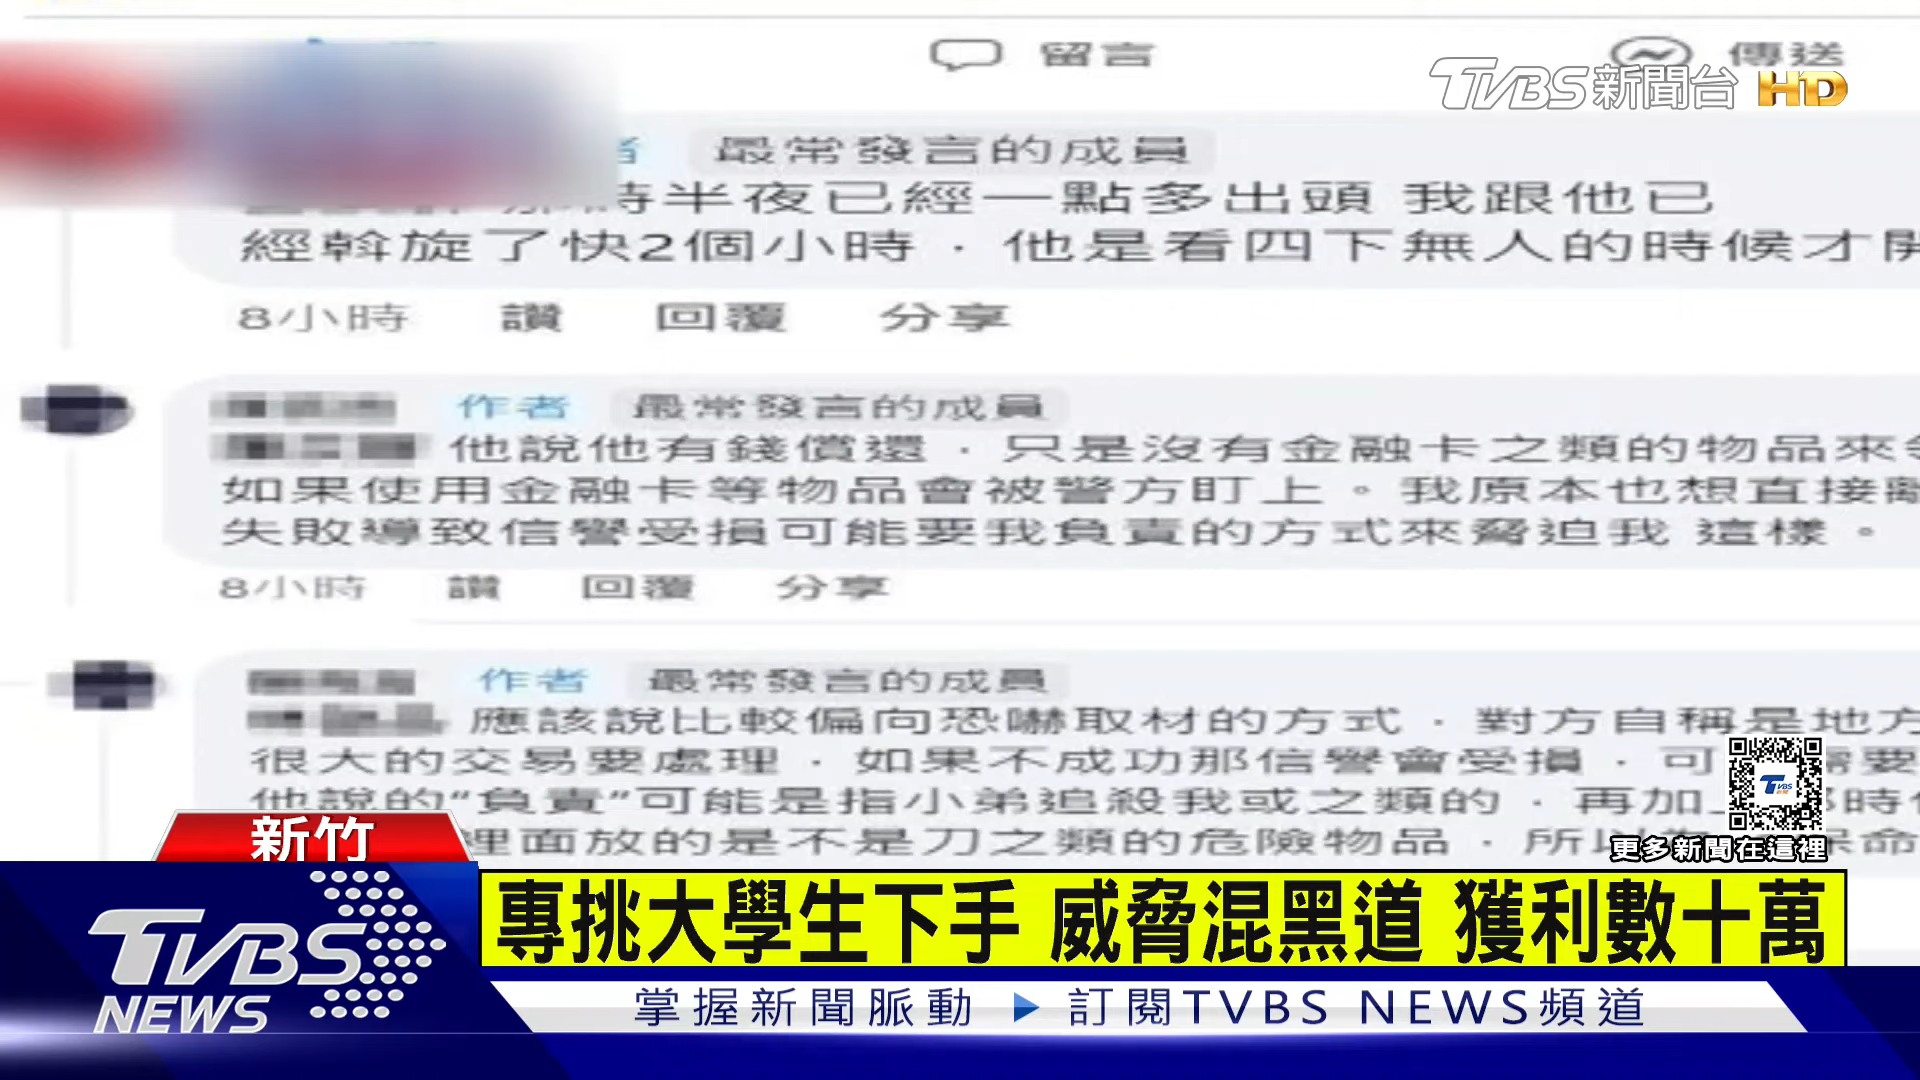 留言
傳送
TVBS新聞台 HD
者 最常發言的成員
時半夜已經一點多出頭 我跟他已
經斡旋了快2個小時，他是看四下無人的時候才開
8小時 讚 回覆 分享
作者 最常發言的成員
他說他有錢償還，只是沒有金融卡之類的物品來
如果使用金融卡等物品會被警方盯上。我原本也想直接
失敗導致信譽受損可能要我負責的方式來脅迫我 這樣。
8小時 讚 回覆 分享
作者 最常發言的成員
應該說比較偏向恐嚇取材的方式，對方自稱是地方
很大的交易要處理，如果不成功那信譽會受損，可 需要
他說的“負責”可能是指小弟追殺我或之類的，再加 時
裡面放的是不是刀之類的危險物品，所以 保命
TVBS
更多新聞在這裡
新竹
專挑大學生下手 威脅混黑道 獲利數十萬
TVBS NEWS
掌握新聞脈動 ▶ 訂閱TVBS NEWS頻道